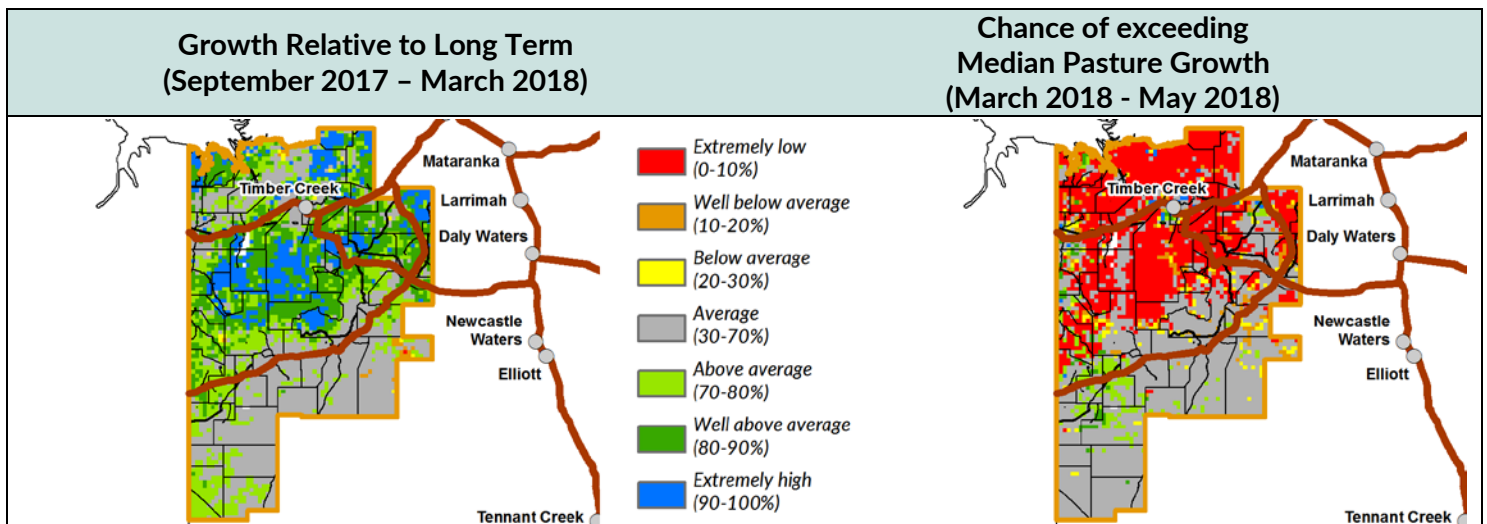 Growth Relative to Long Term
(September 2017 – March 2018)
Chance of exceeding
Median Pasture Growth
(March 2018 - May 2018)
Mataranka
Timber Creek
Larrimah
Daly Waters
Newcastle
Waters
Elliott
Tennant Creek
Extremely low
(0-10%)
Well below average
(10-20%)
Below average
(20-30%)
Average
(30-70%)
Above average
(70-80%)
Well above average
(80-90%)
Extremely high
(90-100%)
Mataranka
Timber Creek
Larrimah
Daly Waters
Newcastle
Waters
Elliott
Tennant Creek